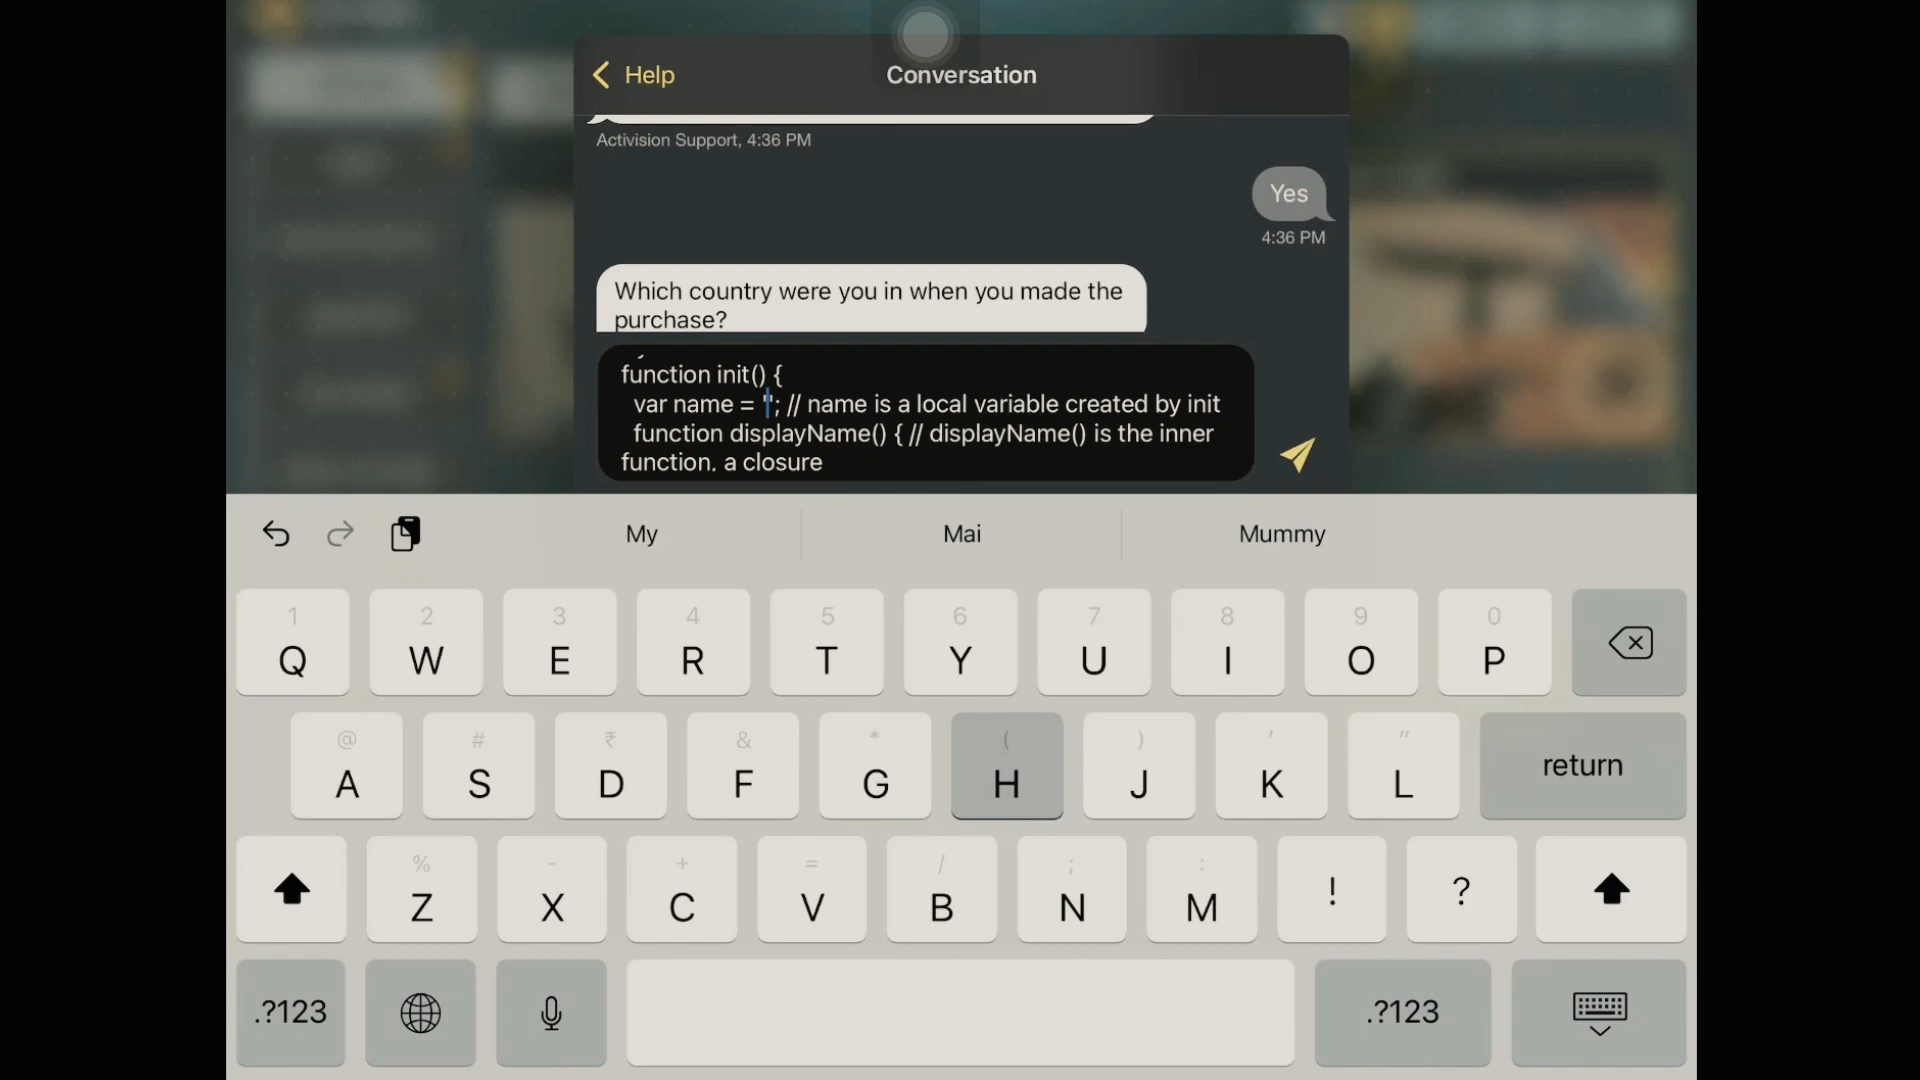 Help
Conversation
Activision Support, 4:36 PM
Yes
4:36 PM
Which country were you in when you made the
purchase?
function init() {
var name = ''; // name is a local variable created by init
function displayName() { // displayName() is the inner
function, a closure
My Mai Mummy
1 2 3 4 5 6 7 8 9 0
Q W E R T Y U I O P
@ # ₹ & * ( ) ' "
A S D F G H J K L return
% - + = / ; :
Z X C V B N M ! ?
.?123 .?123